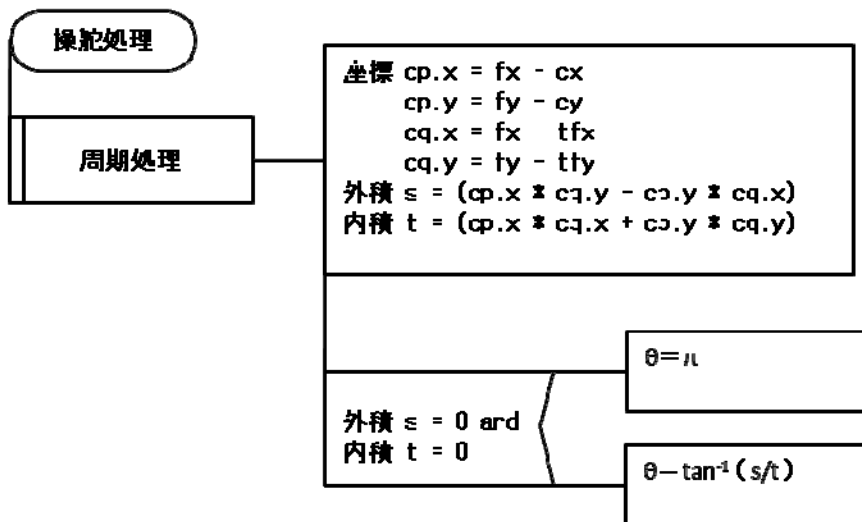 操舵処理
周期処理
座標 cp.x = fx - cx
cp.y = fy - cy
cq.x = fx tfx
cq.y = fy - tfy
外積 s = (cp.x * cq.y - cp.y * cq.x)
内積 t = (cp.x * cq.x + cp.y * cq.y)
θ=π
外積 s = 0 and
内積 t = 0
θ−tan⁻¹(s/t)